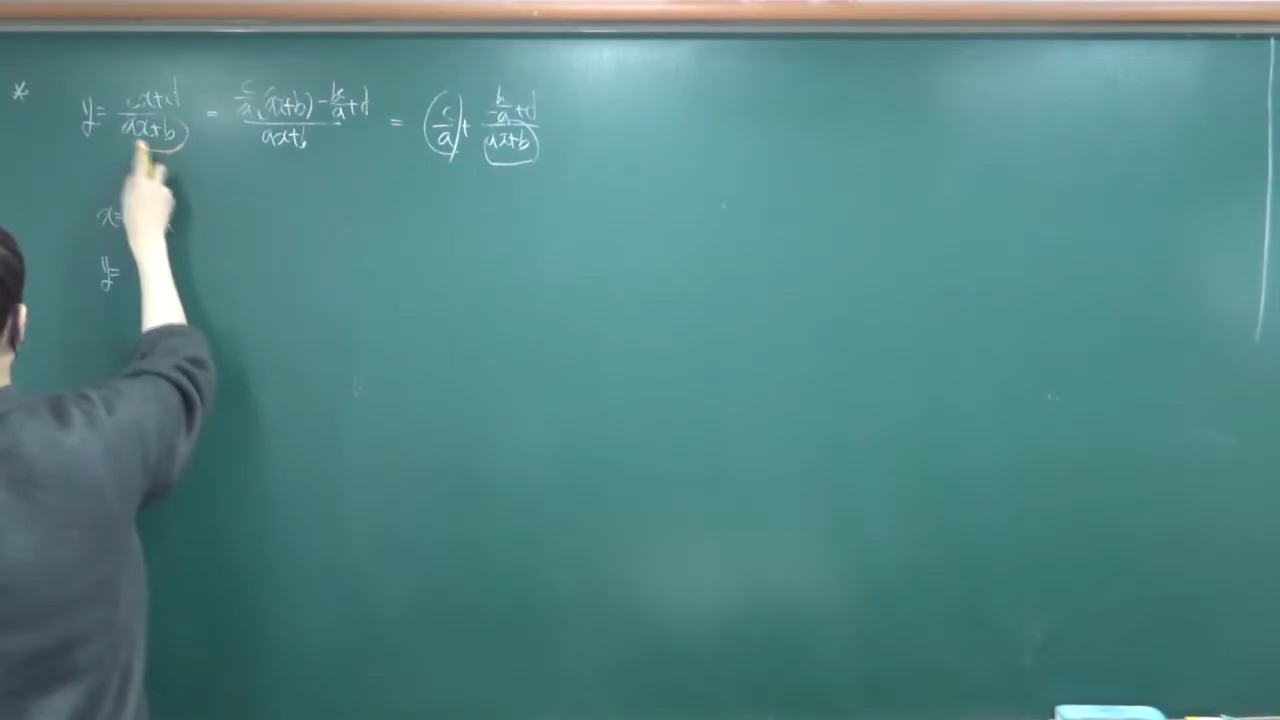 * y = (cx+d)/(ax+b) = (c/a(ax+b) - bc/a + d)/(ax+b) = c/a + (-bc/a + d)/(ax+b)
x=
y=